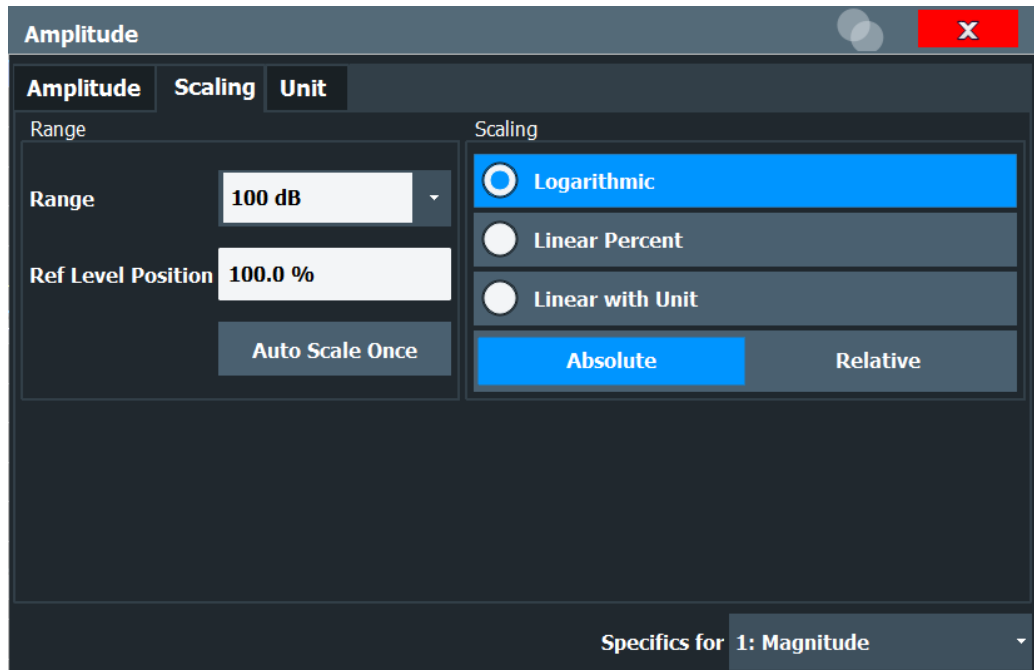 Amplitude
X
Amplitude Scaling Unit
Range
Range 100 dB
Ref Level Position 100.0 %
Auto Scale Once
Scaling
Logarithmic
Linear Percent
Linear with Unit
Absolute Relative
Specifics for 1: Magnitude